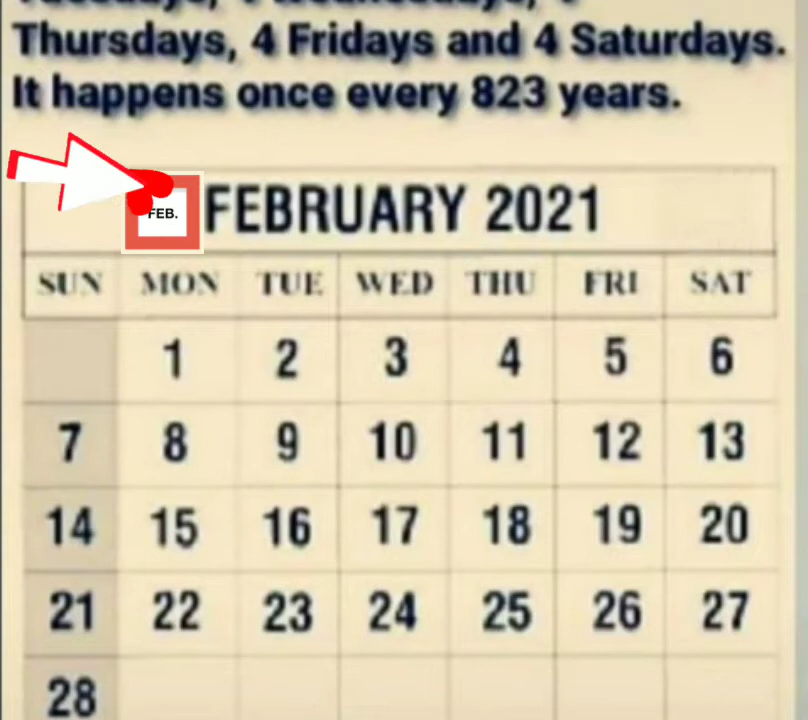 Thursdays, 4 Fridays and 4 Saturdays.
It happens once every 823 years.
FEB. FEBRUARY 2021
SUN MON TUE WED THU FRI SAT
1 2 3 4 5 6
7 8 9 10 11 12 13
14 15 16 17 18 19 20
21 22 23 24 25 26 27
28